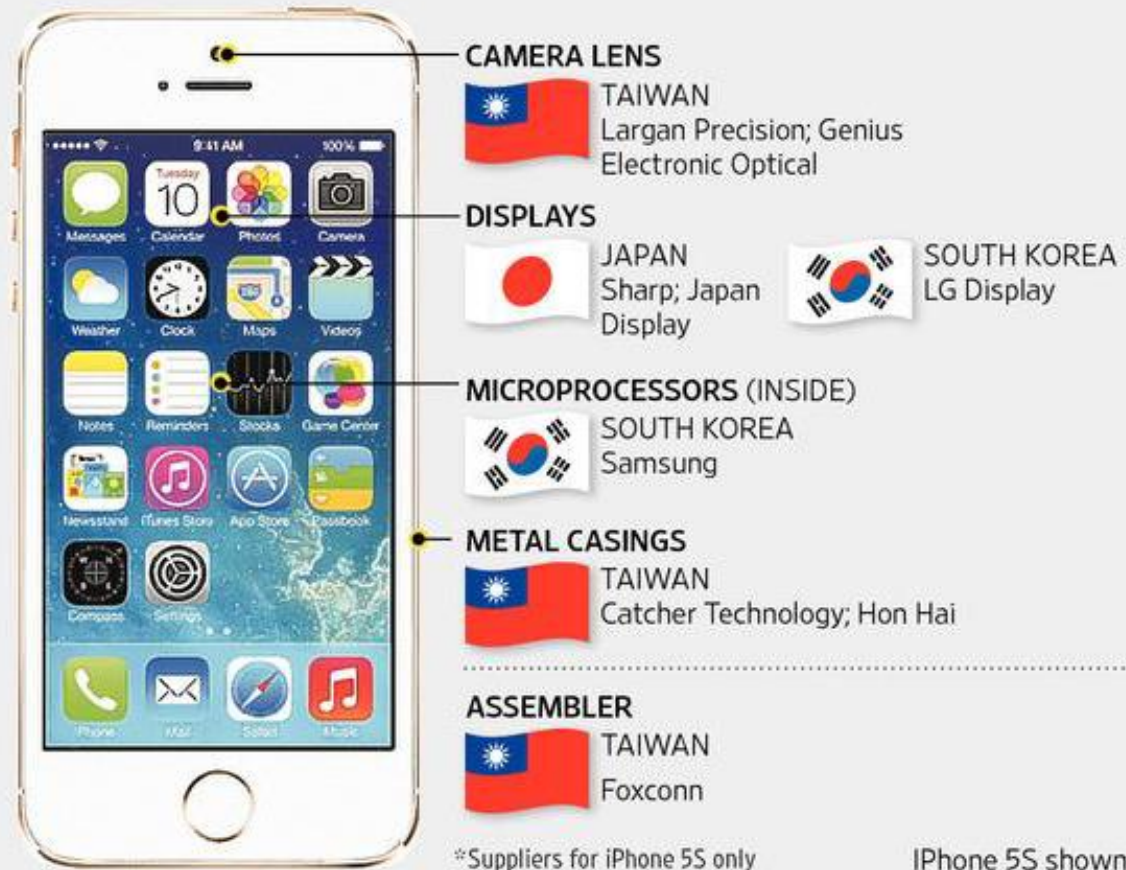 9:41 AM 100%
Tuesday
10
Messages Calendar Photos Camera
Weather Clock Maps Videos
Notes Reminders Stocks Game Center
Newsstand iTunes Store App Store Passbook
Compass Settings
Phone Mail Safari Music
CAMERA LENS
TAIWAN
Largan Precision; Genius
Electronic Optical
DISPLAYS
JAPAN
Sharp; Japan
Display
SOUTH KOREA
LG Display
MICROPROCESSORS (INSIDE)
SOUTH KOREA
Samsung
METAL CASINGS
TAIWAN
Catcher Technology; Hon Hai
ASSEMBLER
TAIWAN
Foxconn
*Suppliers for iPhone 5S only
IPhone 5S shown